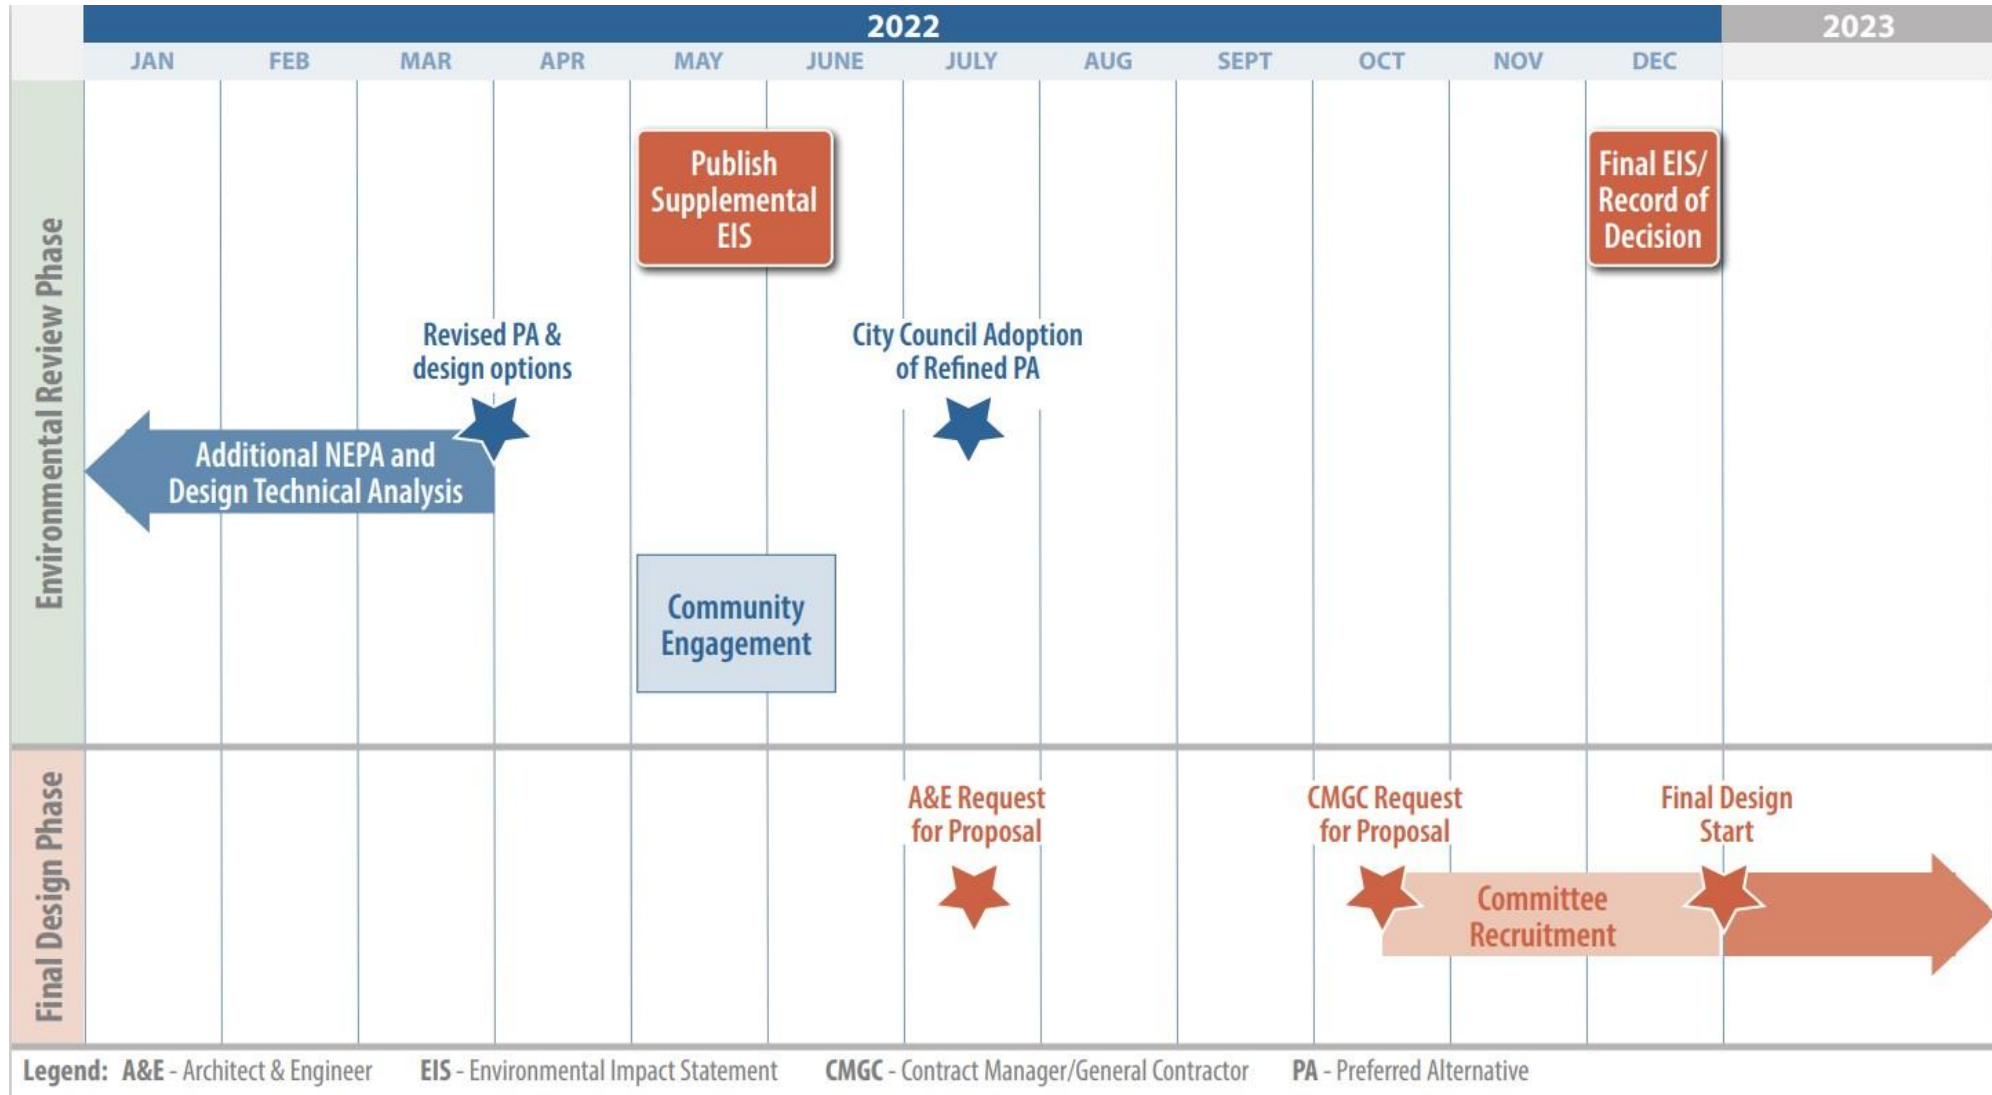 2022
2023
JAN FEB MAR APR MAY JUNE JULY AUG SEPT OCT NOV DEC
Environmental Review Phase
Publish
Supplemental
EIS
Final EIS/
Record of
Decision
Revised PA &
design options
City Council Adoption
of Refined PA
Additional NEPA and
Design Technical Analysis
Community
Engagement
Final Design Phase
A&E Request
for Proposal
CMGC Request
for Proposal
Final Design
Start
Committee
Recruitment
Legend: A&E - Architect & Engineer EIS - Environmental Impact Statement CMGC - Contract Manager/General Contractor PA - Preferred Alternative